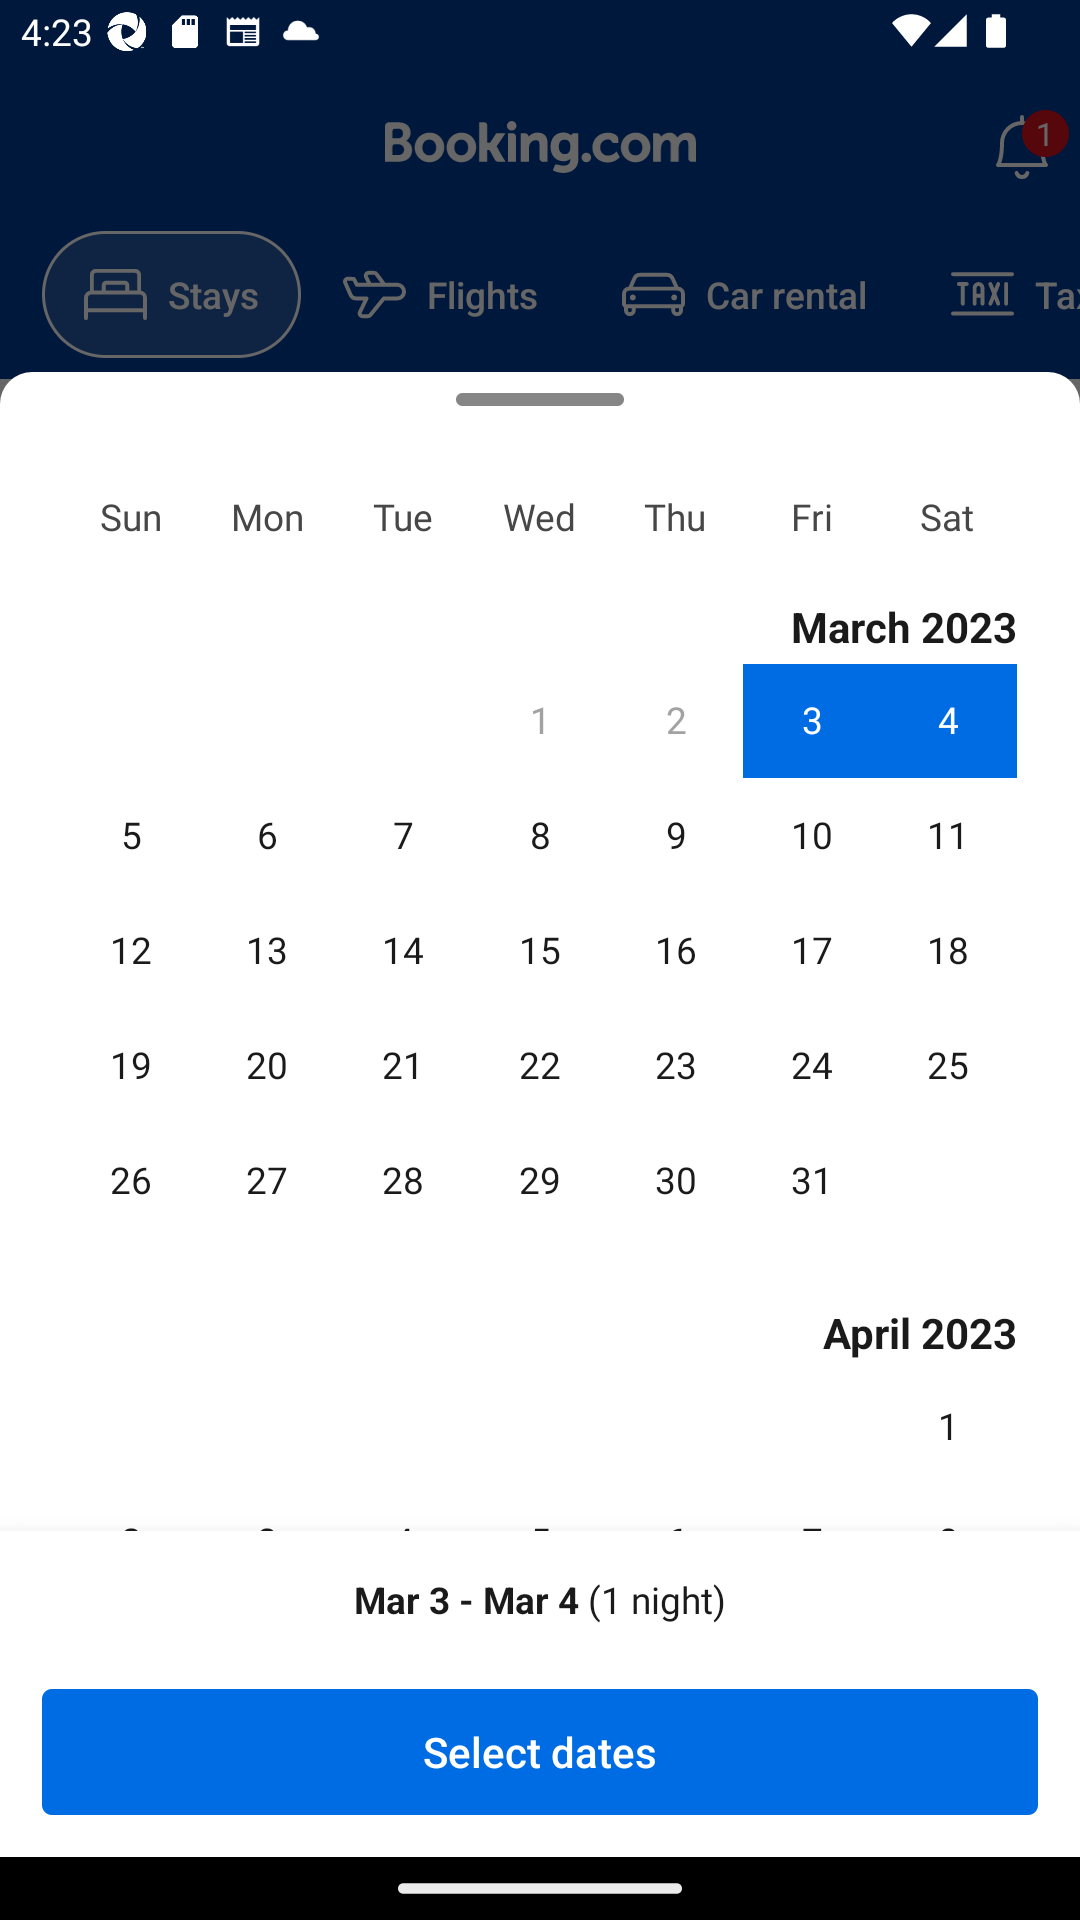 4:23
Booking.com
1
Stays Flights Car rental TAXI Tax
Sun Mon Tue Wed Thu Fri Sat
March 2023
1 2 3 4
5 6 7 8 9 10 11
12 13 14 15 16 17 18
19 20 21 22 23 24 25
26 27 28 29 30 31
April 2023
1
Mar 3 - Mar 4 (1 night)
Select dates